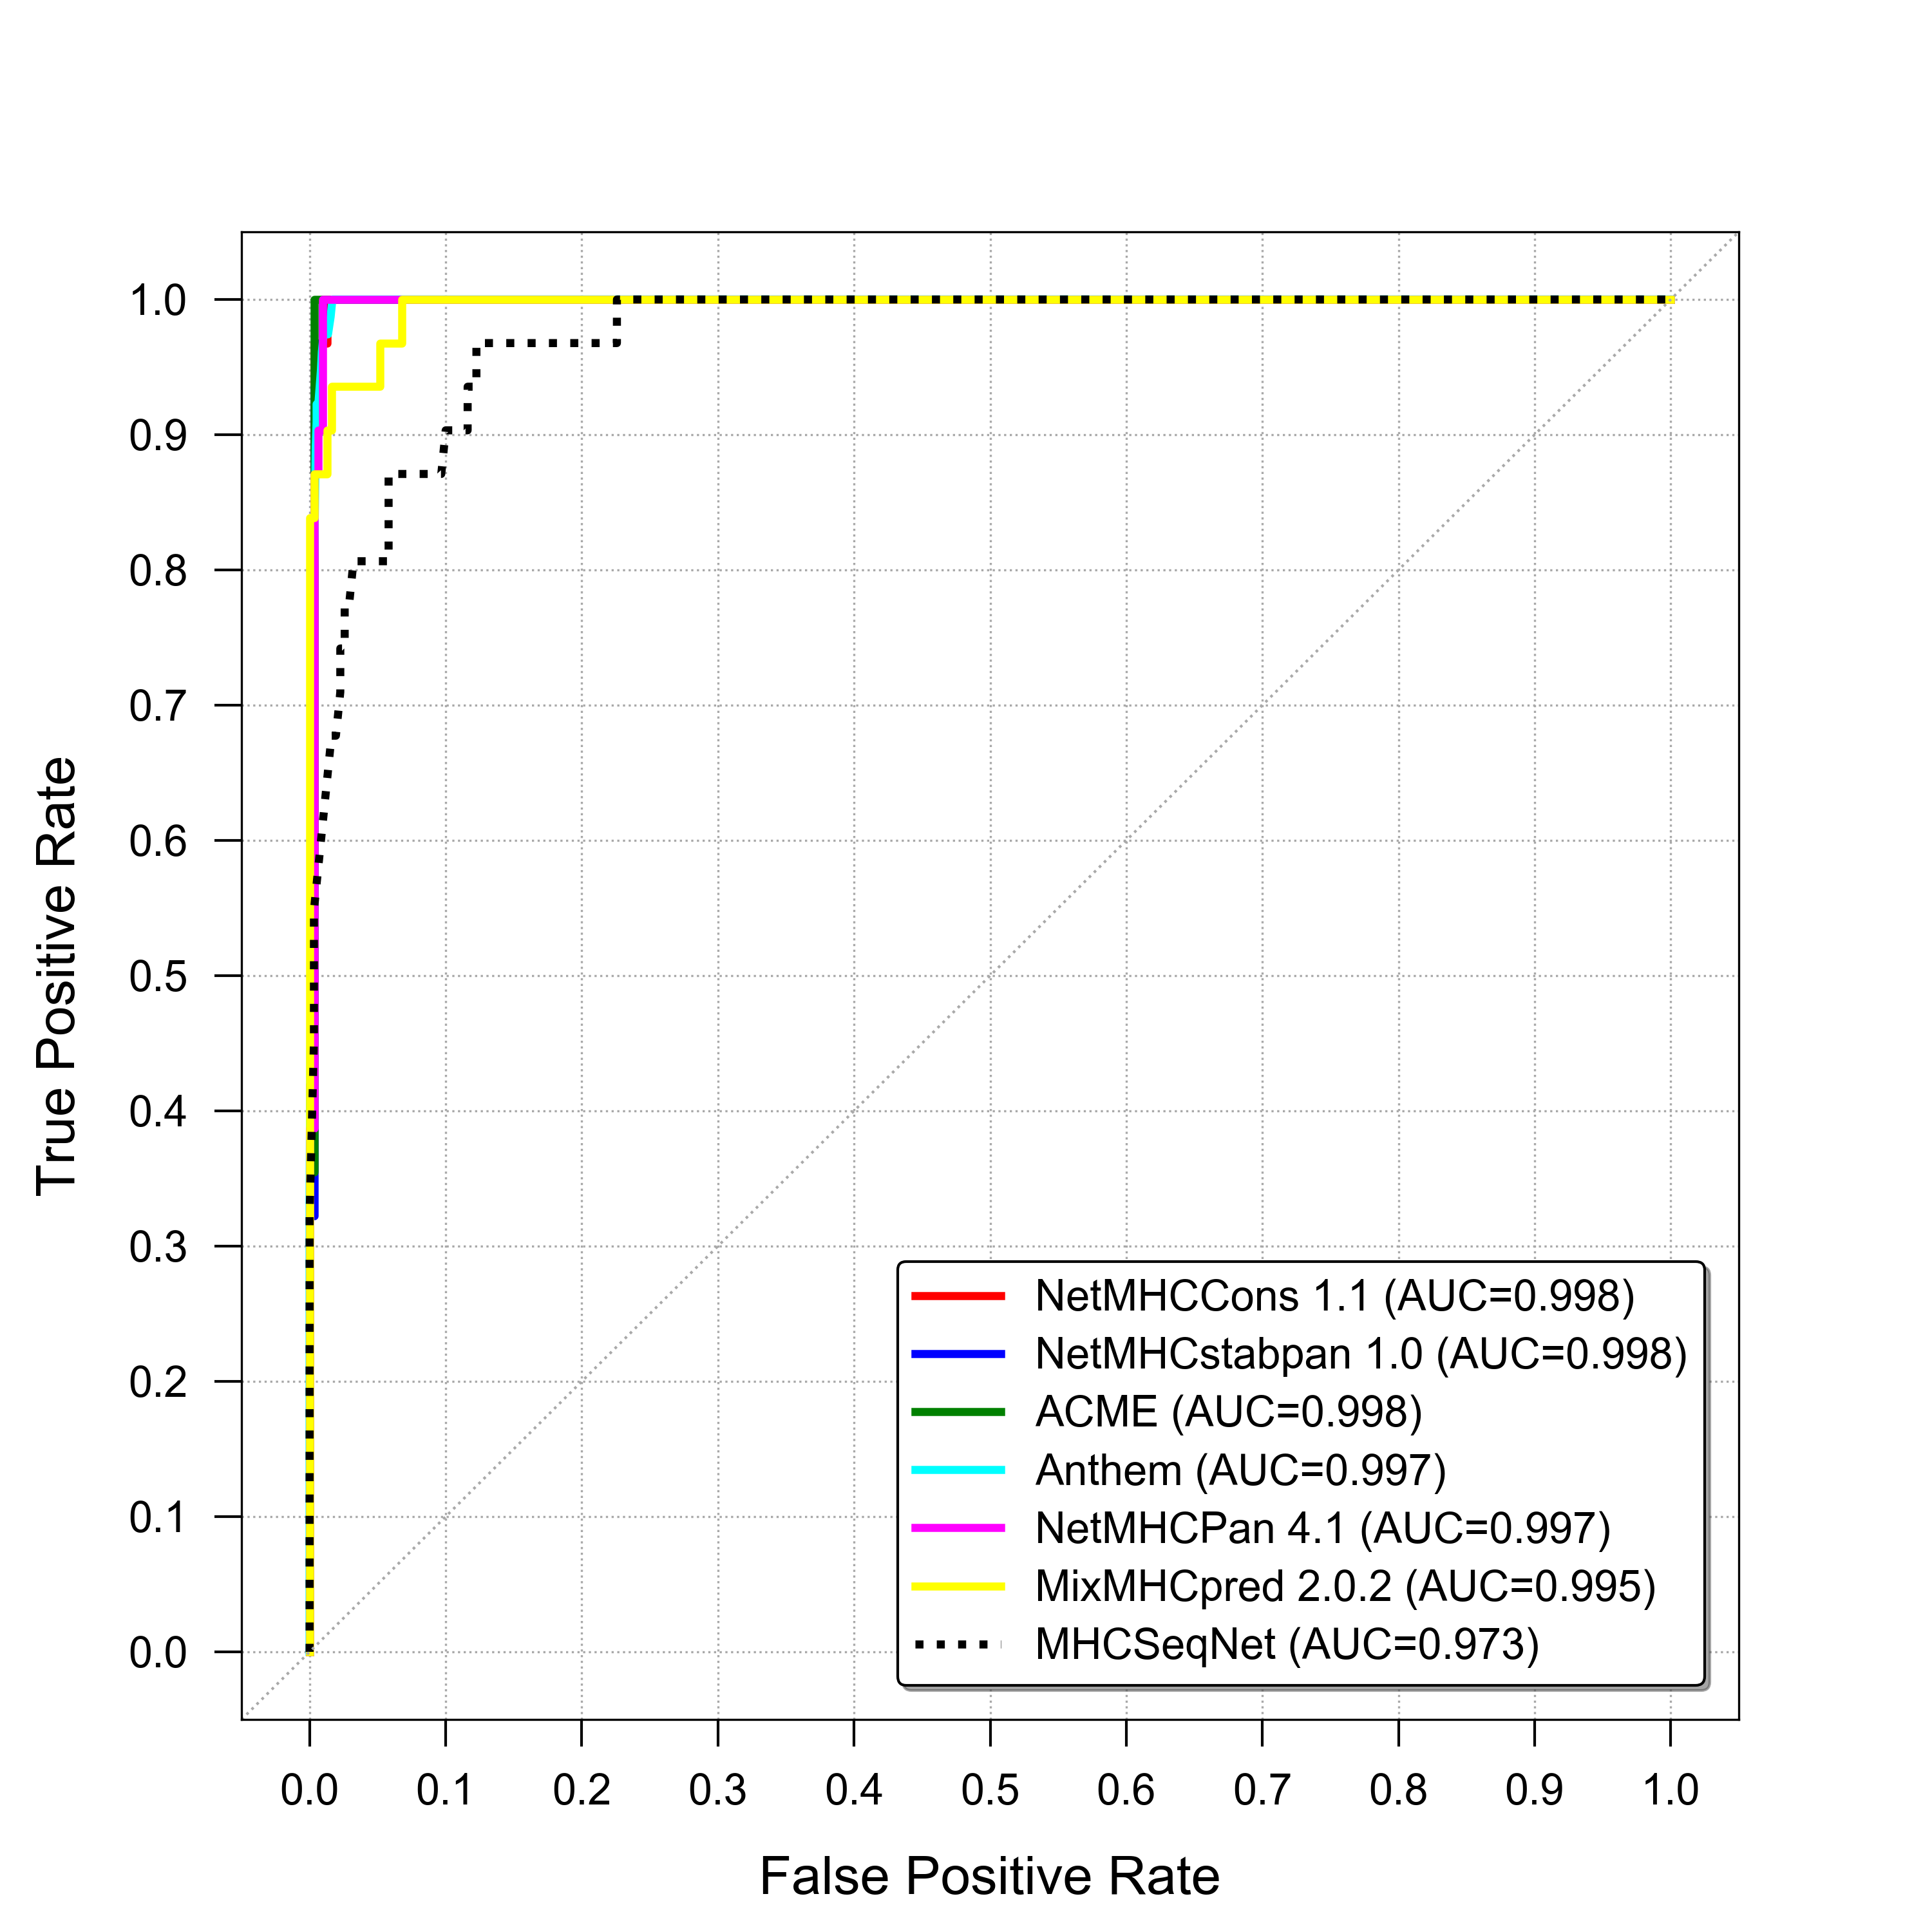 1.0
0.9
0.8
0.7
0.6
0.5
0.4
0.3
0.2
0.1
0.0
True Positive Rate
NetMHCCons 1.1 (AUC=0.998)
NetMHCstabpan 1.0 (AUC=0.998)
ACME (AUC=0.998)
Anthem (AUC=0.997)
NetMHCPan 4.1 (AUC=0.997)
MixMHCpred 2.0.2 (AUC=0.995)
MHCSeqNet (AUC=0.973)
0.0 0.1 0.2 0.3 0.4 0.5 0.6 0.7 0.8 0.9 1.0
False Positive Rate